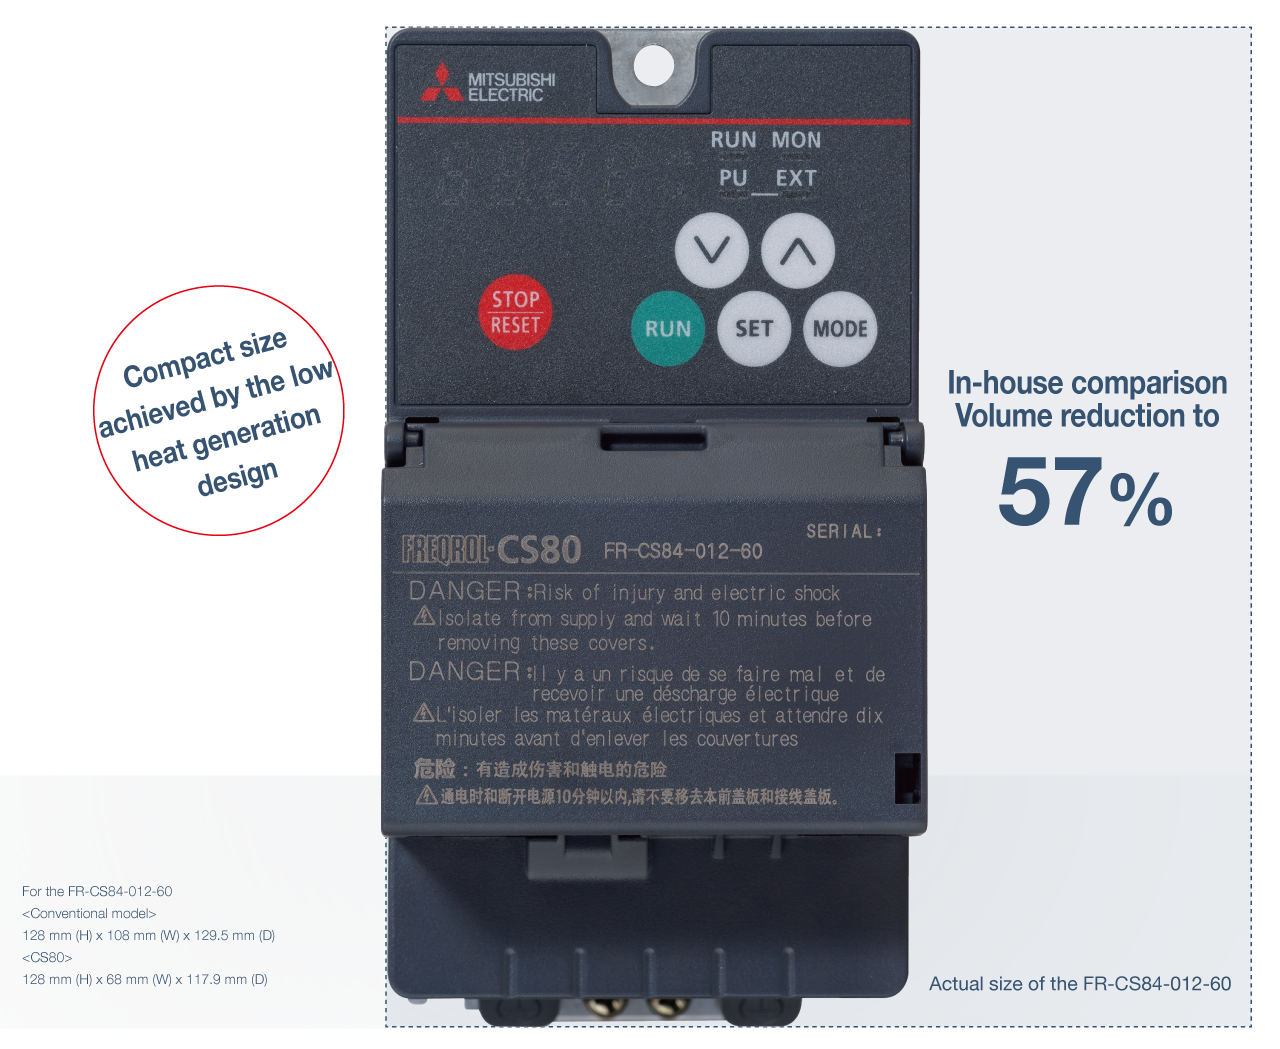 MITSUBISHI
ELECTRIC
RUN MON
PU EXT
STOP
RESET
RUN
SET
MODE
Compact size
achieved by the low
heat generation
design
In-house comparison
Volume reduction to
57%
SERIAL:
FREQROL-CS80 FR-CS84-012-60
DANGER:Risk of injury and electric shock
Isolate from supply and wait 10 minutes before
removing these covers.
DANGER:Il y a un risque de se faire mal et de
recevoir une déscharge électrique
L'isoler les matéraux électriques et attendre dix
minutes avant d'enlever les couvertures
危险：有造成伤害和触电的危险
通电时和断开电源10分钟以内,请不要移去本前盖板和接线盖板。
For the FR-CS84-012-60
<Conventional model>
128 mm (H) x 108 mm (W) x 129.5 mm (D)
<CS80>
128 mm (H) x 68 mm (W) x 117.9 mm (D)
Actual size of the FR-CS84-012-60